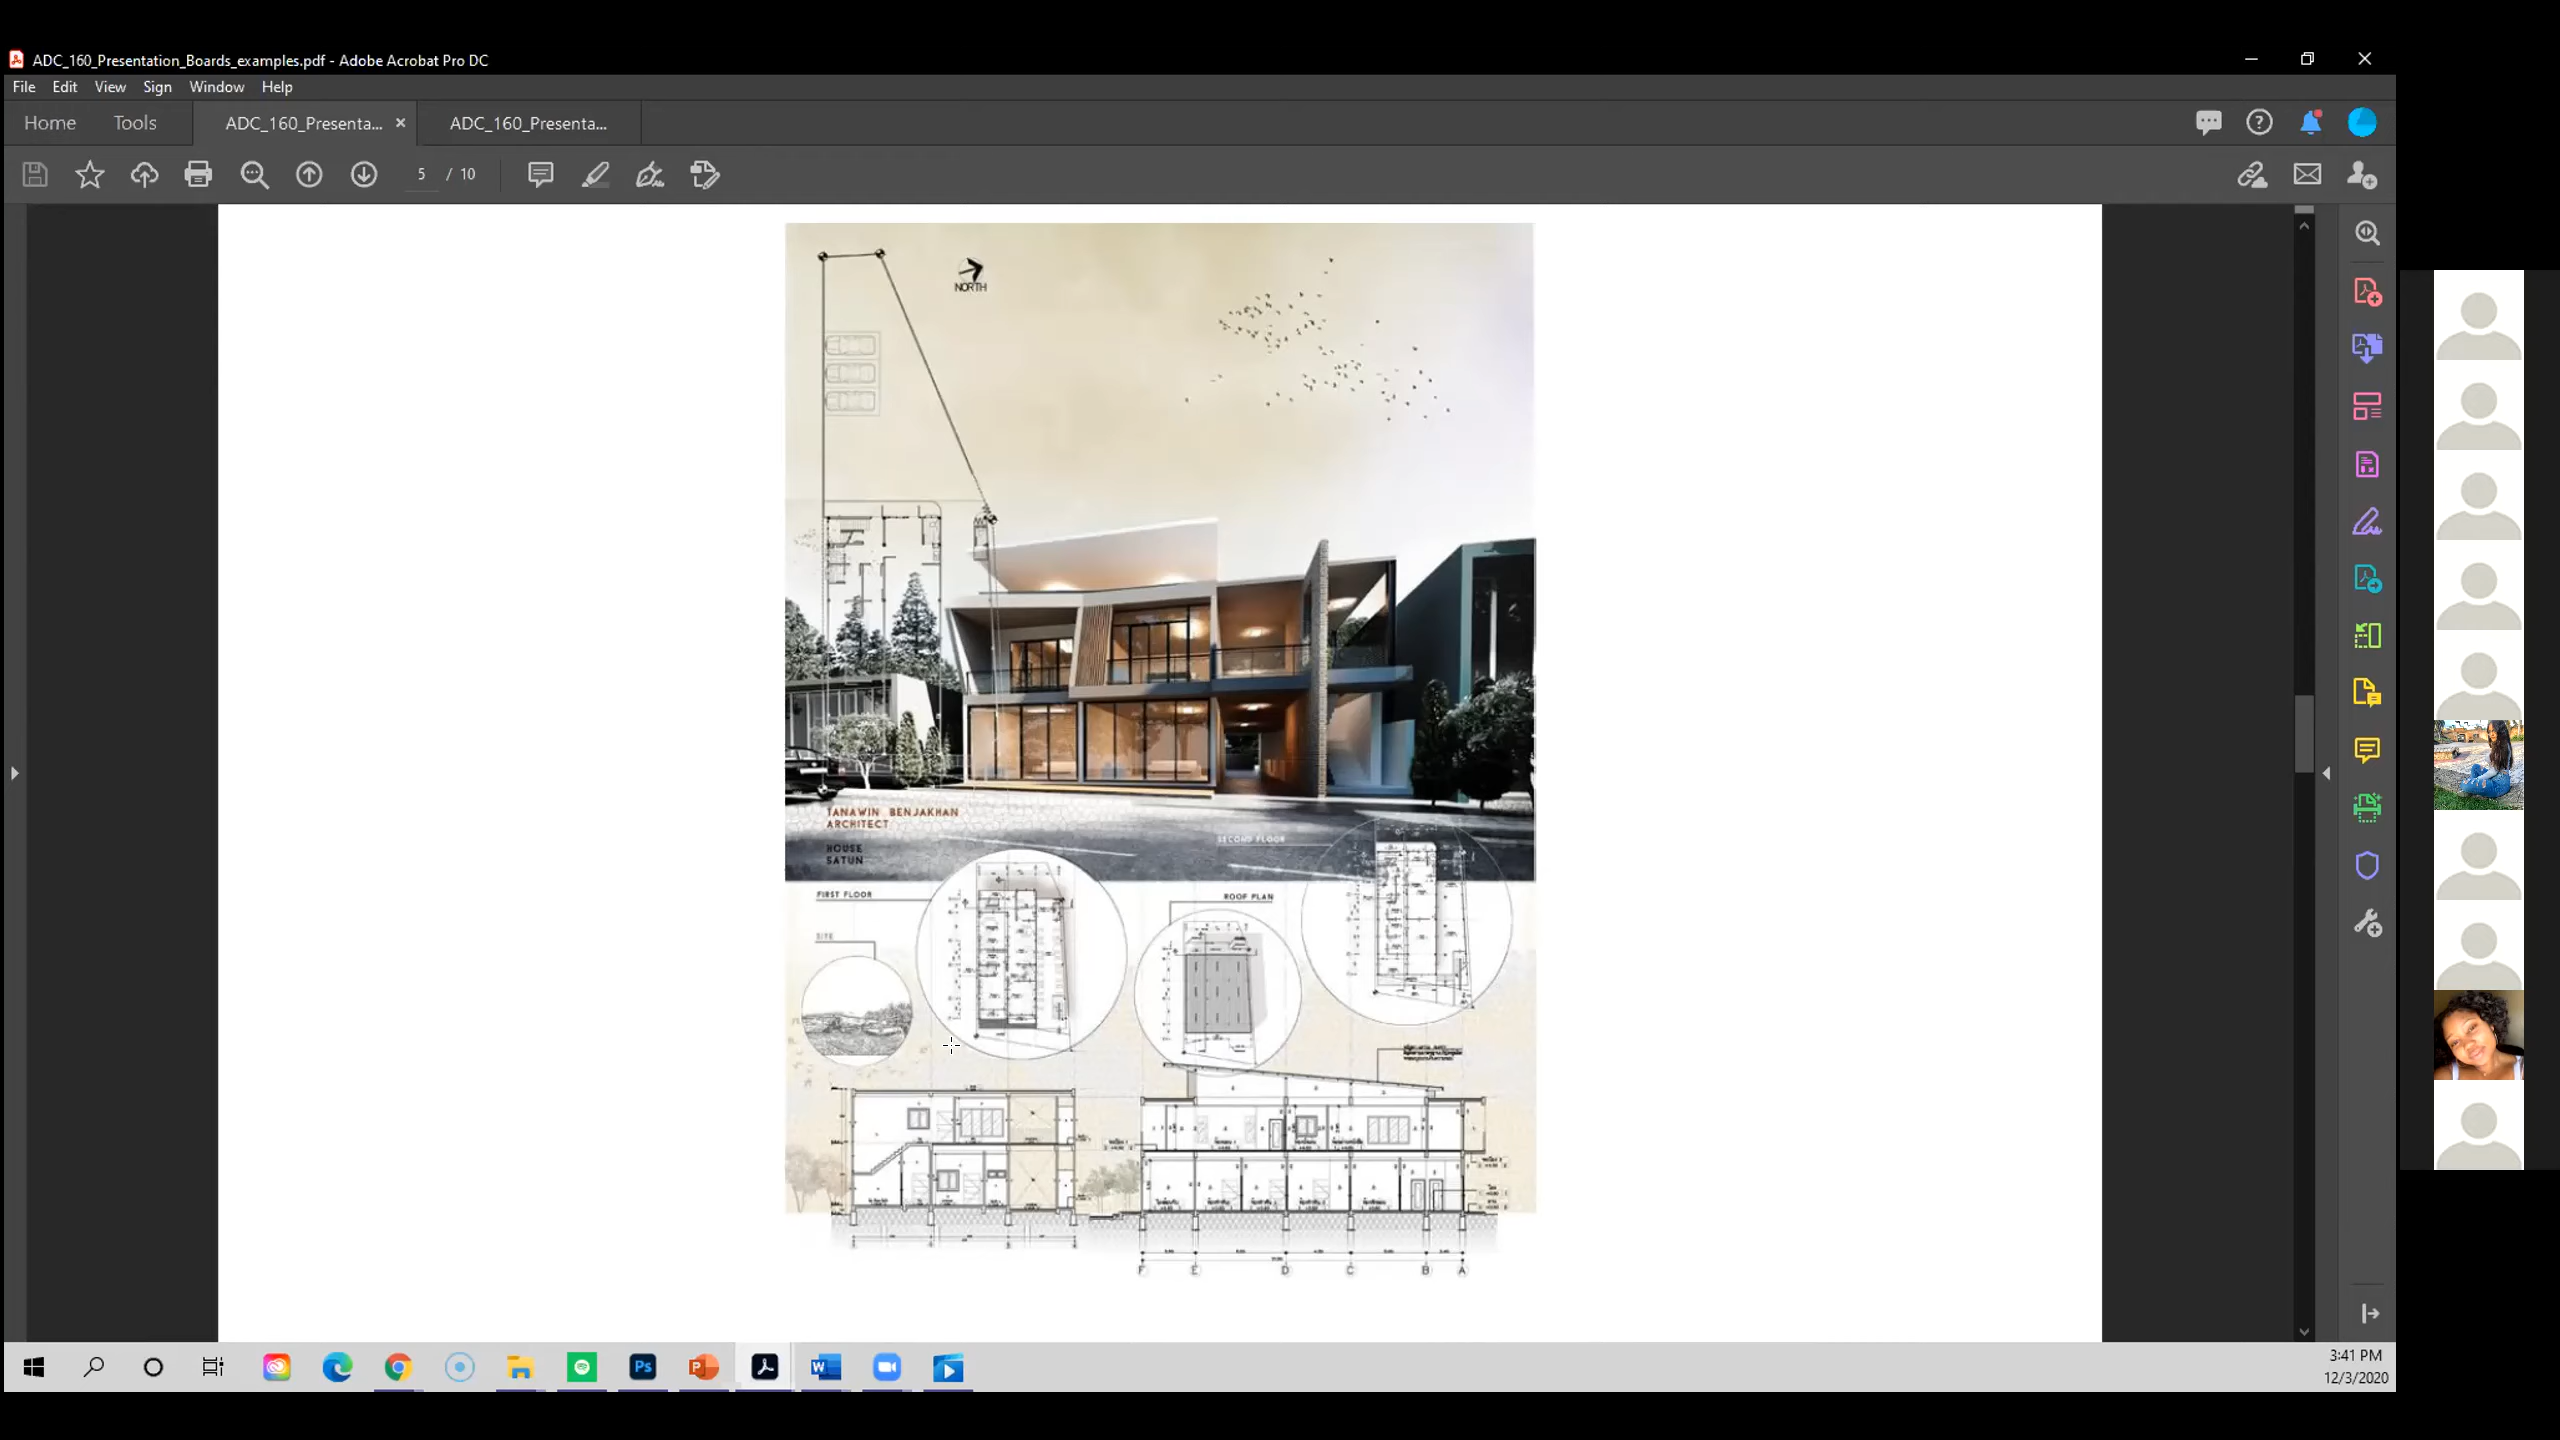 ADC_160_Presentation_Boards_examples.pdf - Adobe Acrobat Pro DC
File Edit View Sign Window Help
Home Tools ADC_160_Presenta... × ADC_160_Presenta...
5 / 10
NORTH
TANAWIN BENJAKHAN
ARCHITECT
HOUSE
SATUN
SECOND FLOOR
FIRST FLOOR
ROOF PLAN
SITE
F E D C B A
Ps P W
3:41 PM
12/3/2020